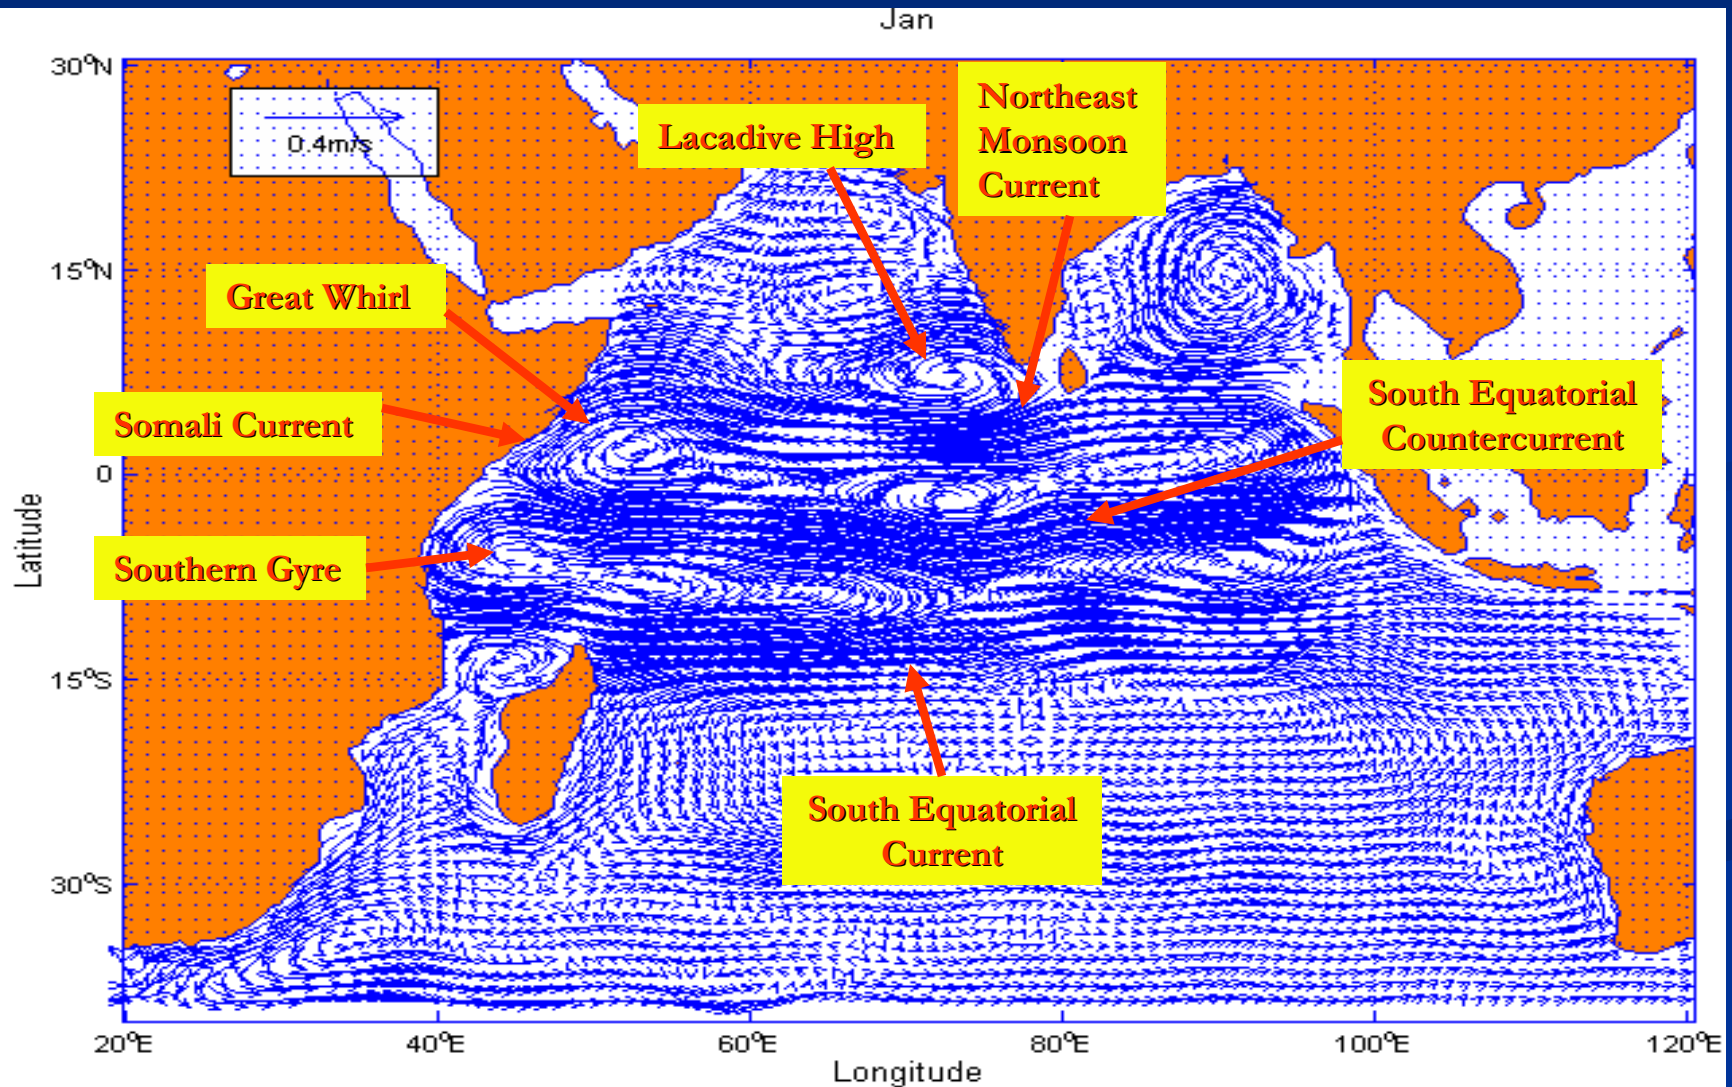 Jan
30°N
0.4m/s
Lacadive High
Northeast
Monsoon
Current
15°N
Great Whirl
Somali Current
South Equatorial
Countercurrent
0
Latitude
Southern Gyre
15°S
South Equatorial
Current
30°S
20°E 40°E 60°E 80°E 100°E 120°E
Longitude